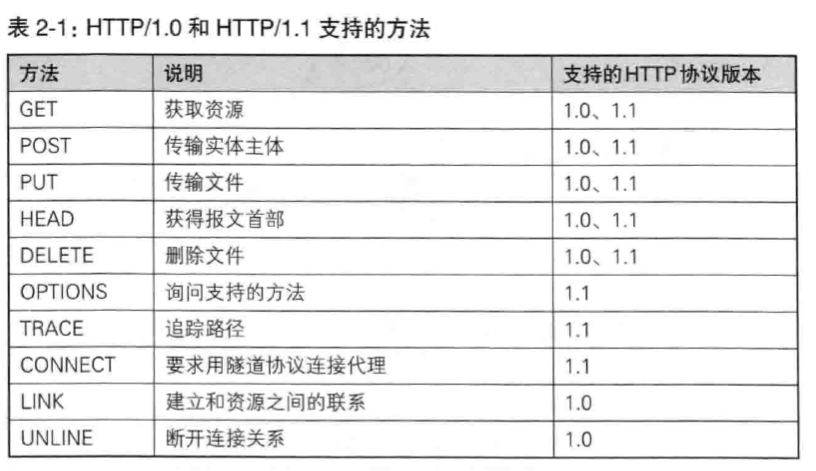 表 2-1：HTTP/1.0 和 HTTP/1.1 支持的方法
方法 说明 支持的HTTP协议版本
GET 获取资源 1.0、1.1
POST 传输实体主体 1.0、1.1
PUT 传输文件 1.0、1.1
HEAD 获得报文首部 1.0、1.1
DELETE 删除文件 1.0、1.1
OPTIONS 询问支持的方法 1.1
TRACE 追踪路径 1.1
CONNECT 要求用隧道协议连接代理 1.1
LINK 建立和资源之间的联系 1.0
UNLINE 断开连接关系 1.0